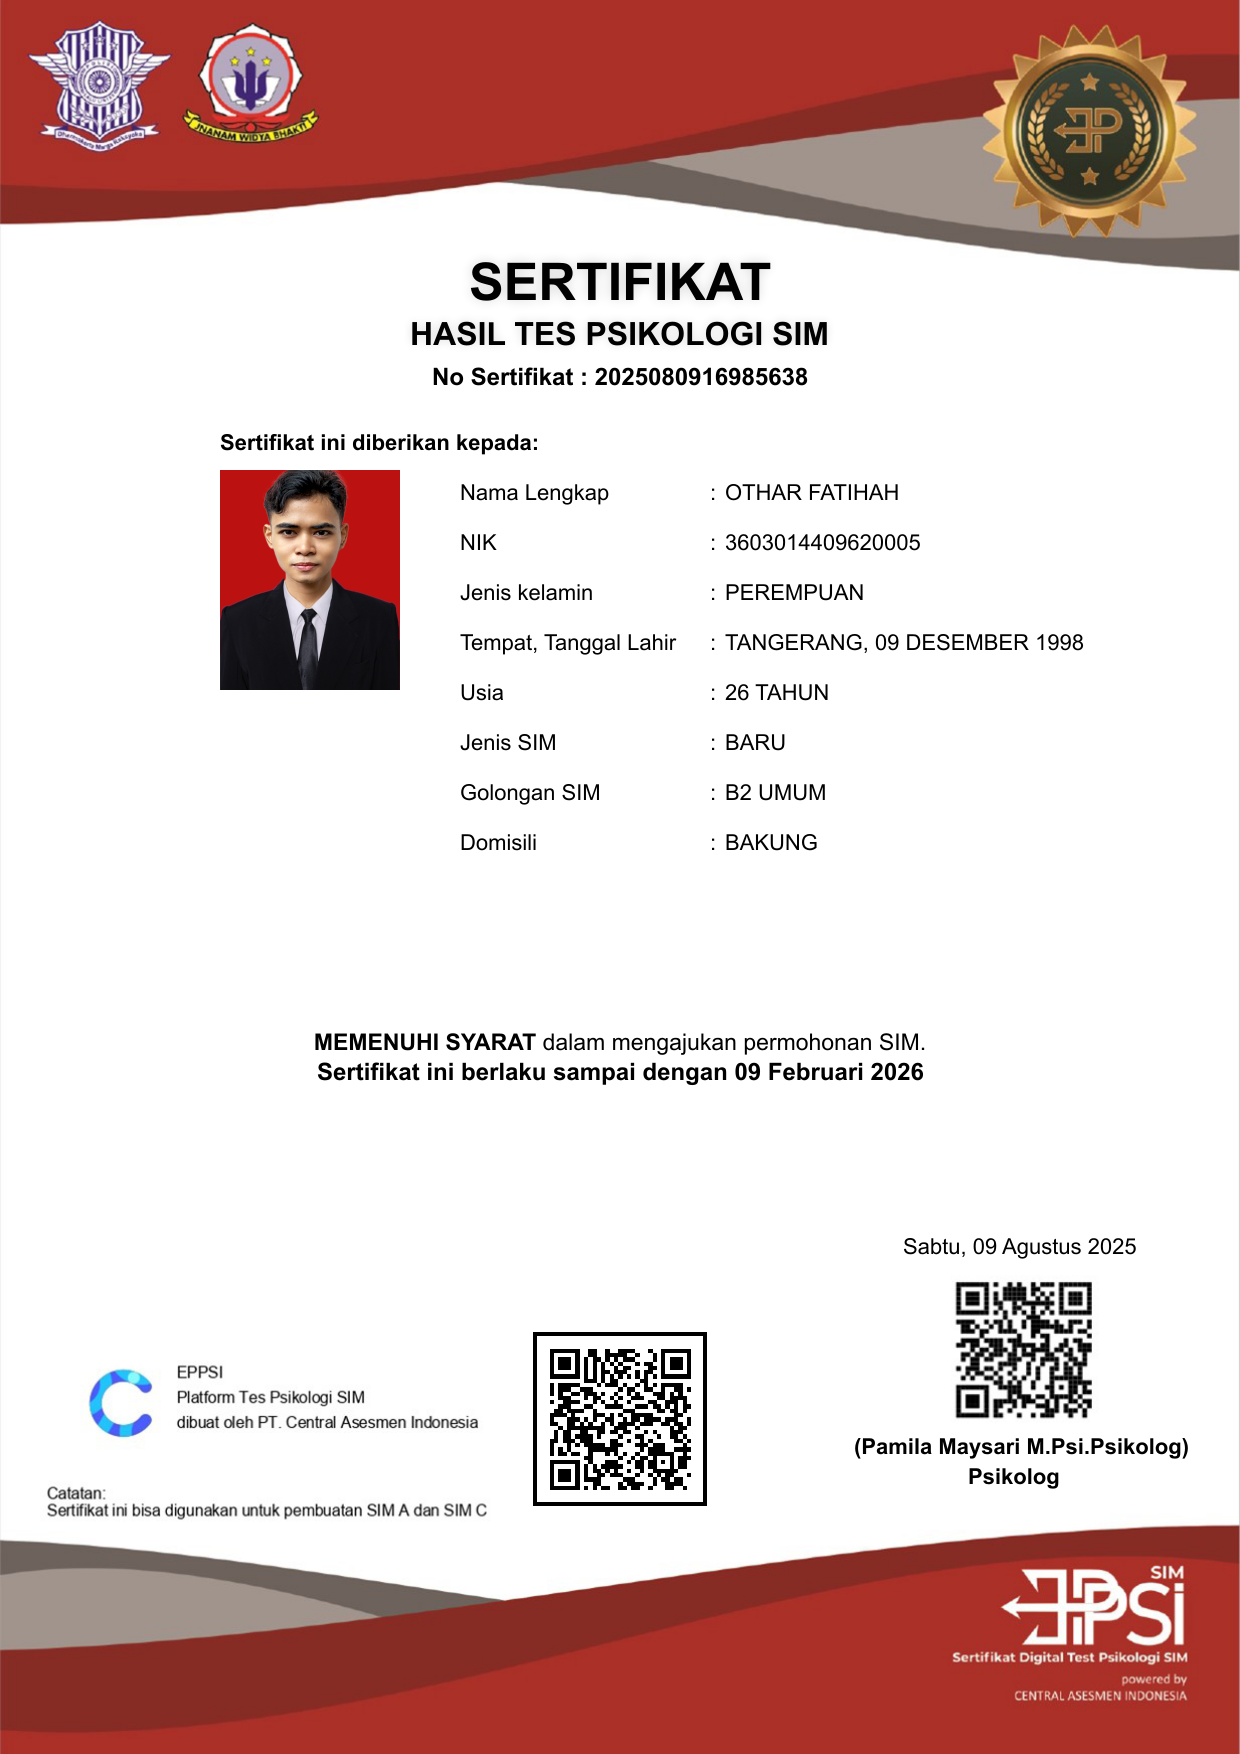 Dharmakerta Marga Raksyaka
JNANAM WIDYA BHAKTI
SERTIFIKAT
HASIL TES PSIKOLOGI SIM
No Sertifikat : 2025080916985638
Sertifikat ini diberikan kepada:
Nama Lengkap : OTHAR FATIHAH
NIK : 3603014409620005
Jenis kelamin : PEREMPUAN
Tempat, Tanggal Lahir : TANGERANG, 09 DESEMBER 1998
Usia : 26 TAHUN
Jenis SIM : BARU
Golongan SIM : B2 UMUM
Domisili : BAKUNG
MEMENUHI SYARAT dalam mengajukan permohonan SIM.
Sertifikat ini berlaku sampai dengan 09 Februari 2026
Sabtu, 09 Agustus 2025
EPPSI
Platform Tes Psikologi SIM
dibuat oleh PT. Central Asesmen Indonesia
(Pamila Maysari M.Psi.Psikolog)
Psikolog
Catatan:
Sertifikat ini bisa digunakan untuk pembuatan SIM A dan SIM C
SIM
EPPSi
Sertifikat Digital Test Psikologi SIM
powered by
CENTRAL ASESMEN INDONESIA